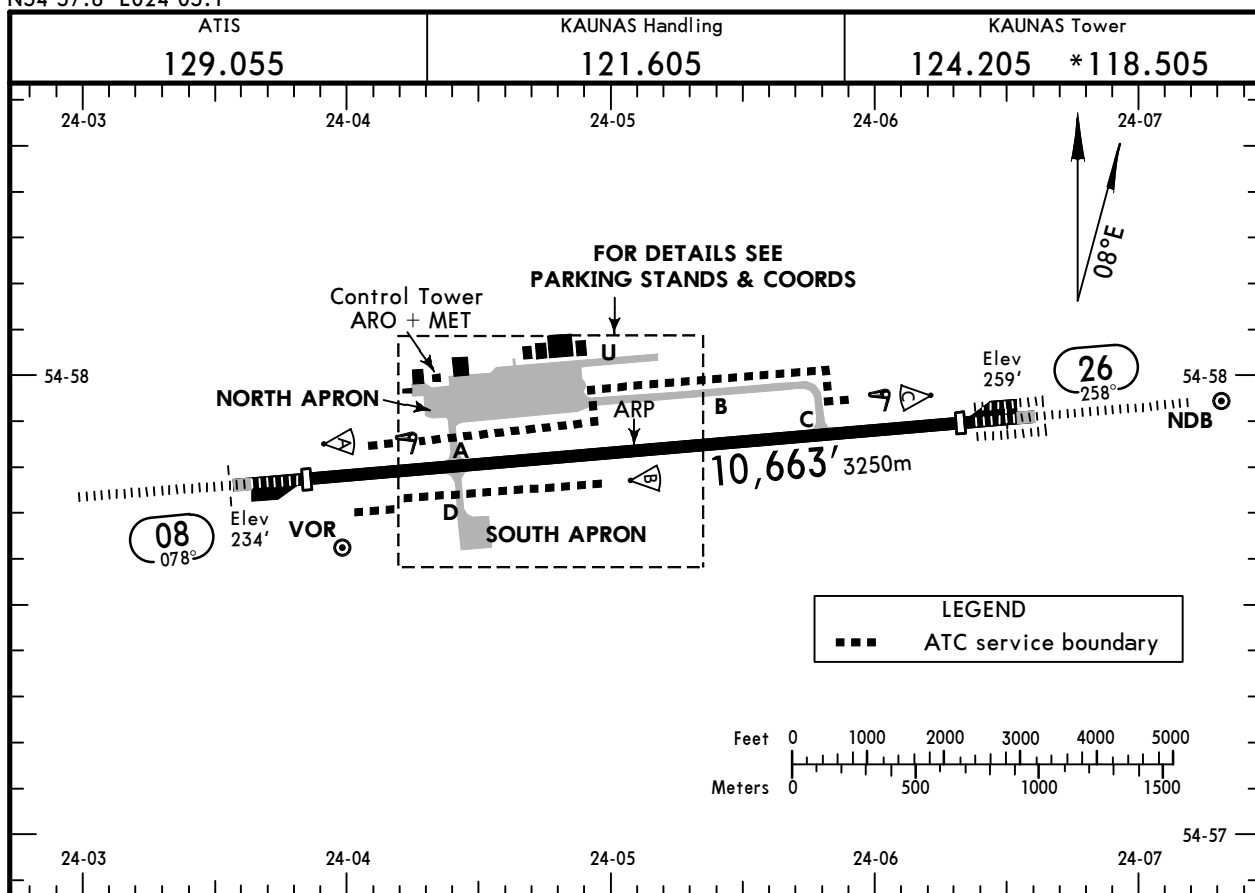 N54 57.8 E024 05.1
ATIS
129.055
KAUNAS Handling
121.605
KAUNAS Tower
124.205 *118.505
24-03
24-04
24-05
24-06
24-07
08°E
FOR DETAILS SEE
PARKING STANDS & COORDS
Control Tower
ARO + MET
U
54-58
NORTH APRON
ARP
B
C
C
Elev
259'
26
258°
54-58
NDB
A
A
10,663' 3250m
B
08
078°
Elev
234'
VOR
D
SOUTH APRON
LEGEND
ATC service boundary
Feet 0 1000 2000 3000 4000 5000
Meters 0 500 1000 1500
54-57
24-03
24-04
24-05
24-06
24-07